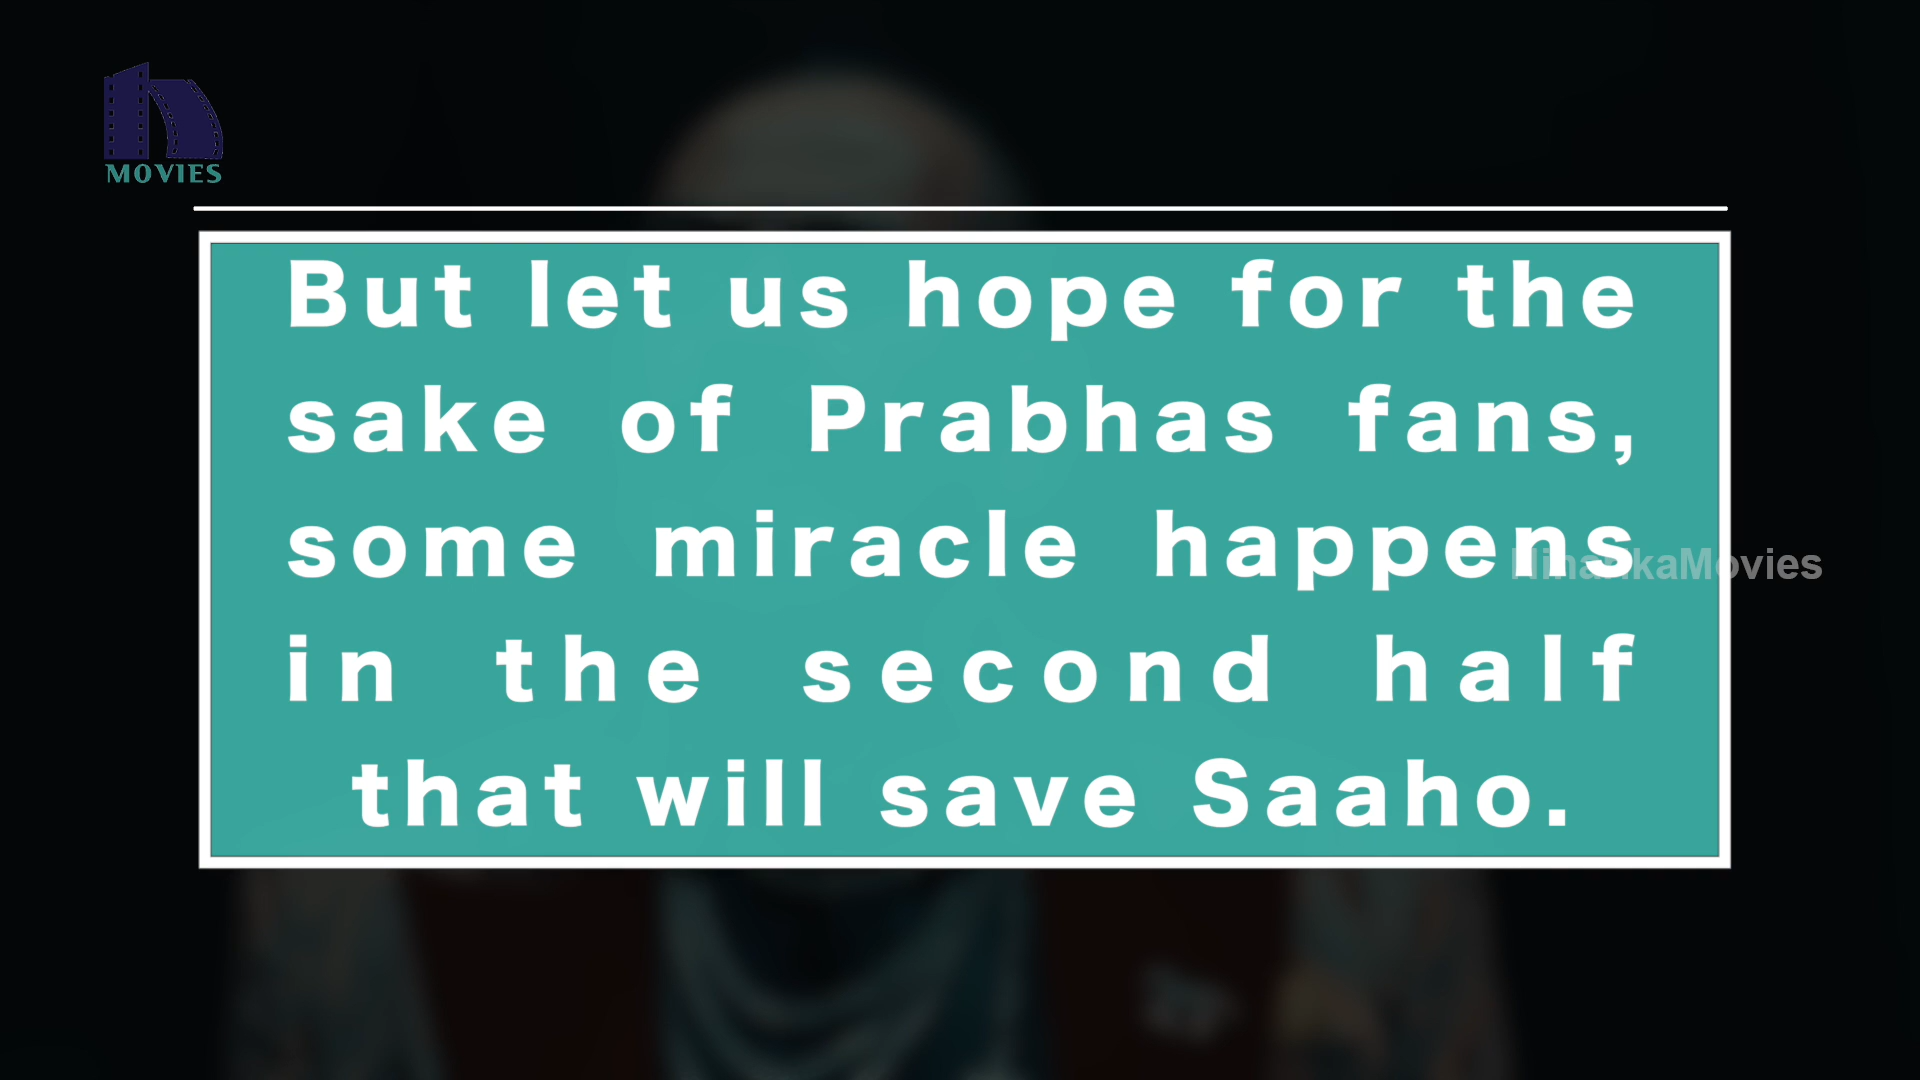 MOVIES
But let us hope for the
sake of Prabhas fans,
some miracle happens
in the second half
that will save Saaho.
NinankaMovies